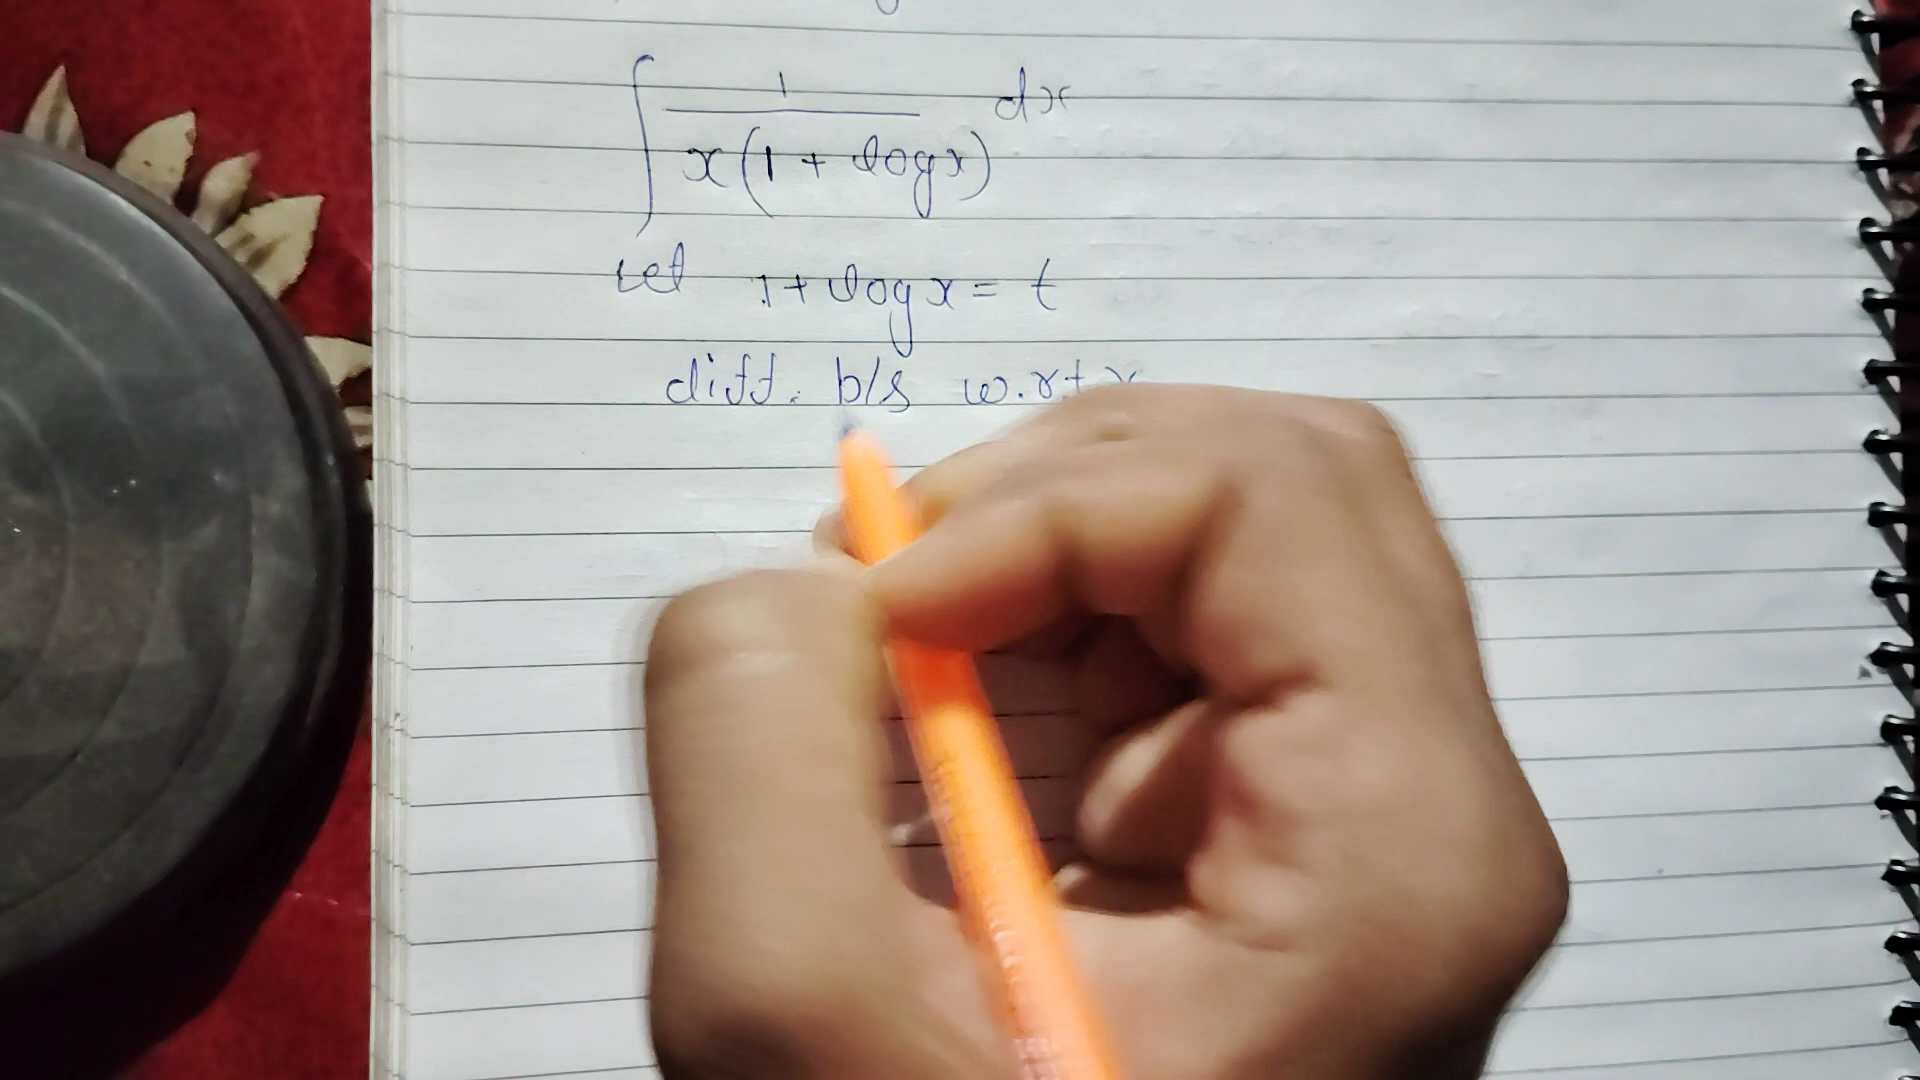 ∫ 1 / x(1 + log x) dx
Let 1 + log x = t
diff. b/s w.r.t x